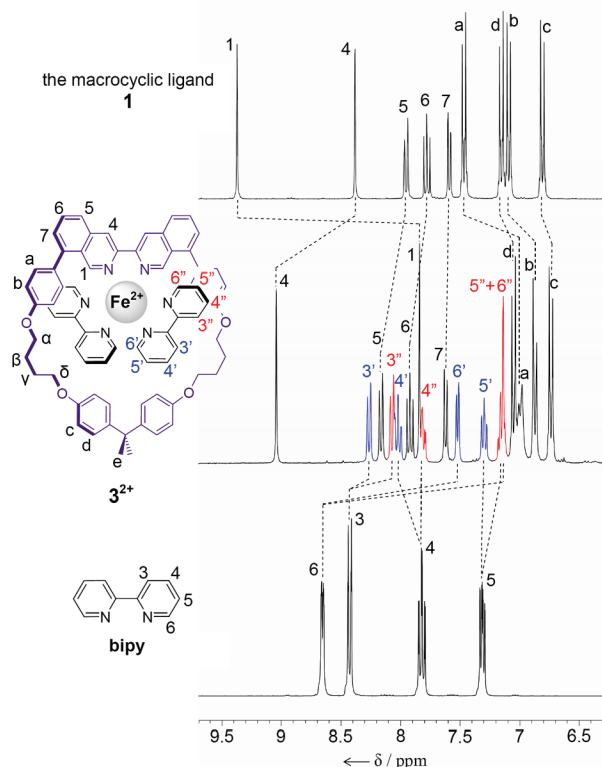 1 4 5 6 7 a d b c
the macrocyclic ligand
1
6 5
7 4
a
b 1
O
α
β
γ
δ
O
O
O
c
d
e
N N
N N
N N
Fe2+
6" 5"
4"
3"
6' 3'
5' 4'
3²⁺
4 3' 5 3" 4' 6 1 4" 7 6' 5' 5"+6" d a b c
3 4
5
6
N N
bipy
6 3 4 5
9.5 9 8.5 8 7.5 7 6.5
← δ / ppm